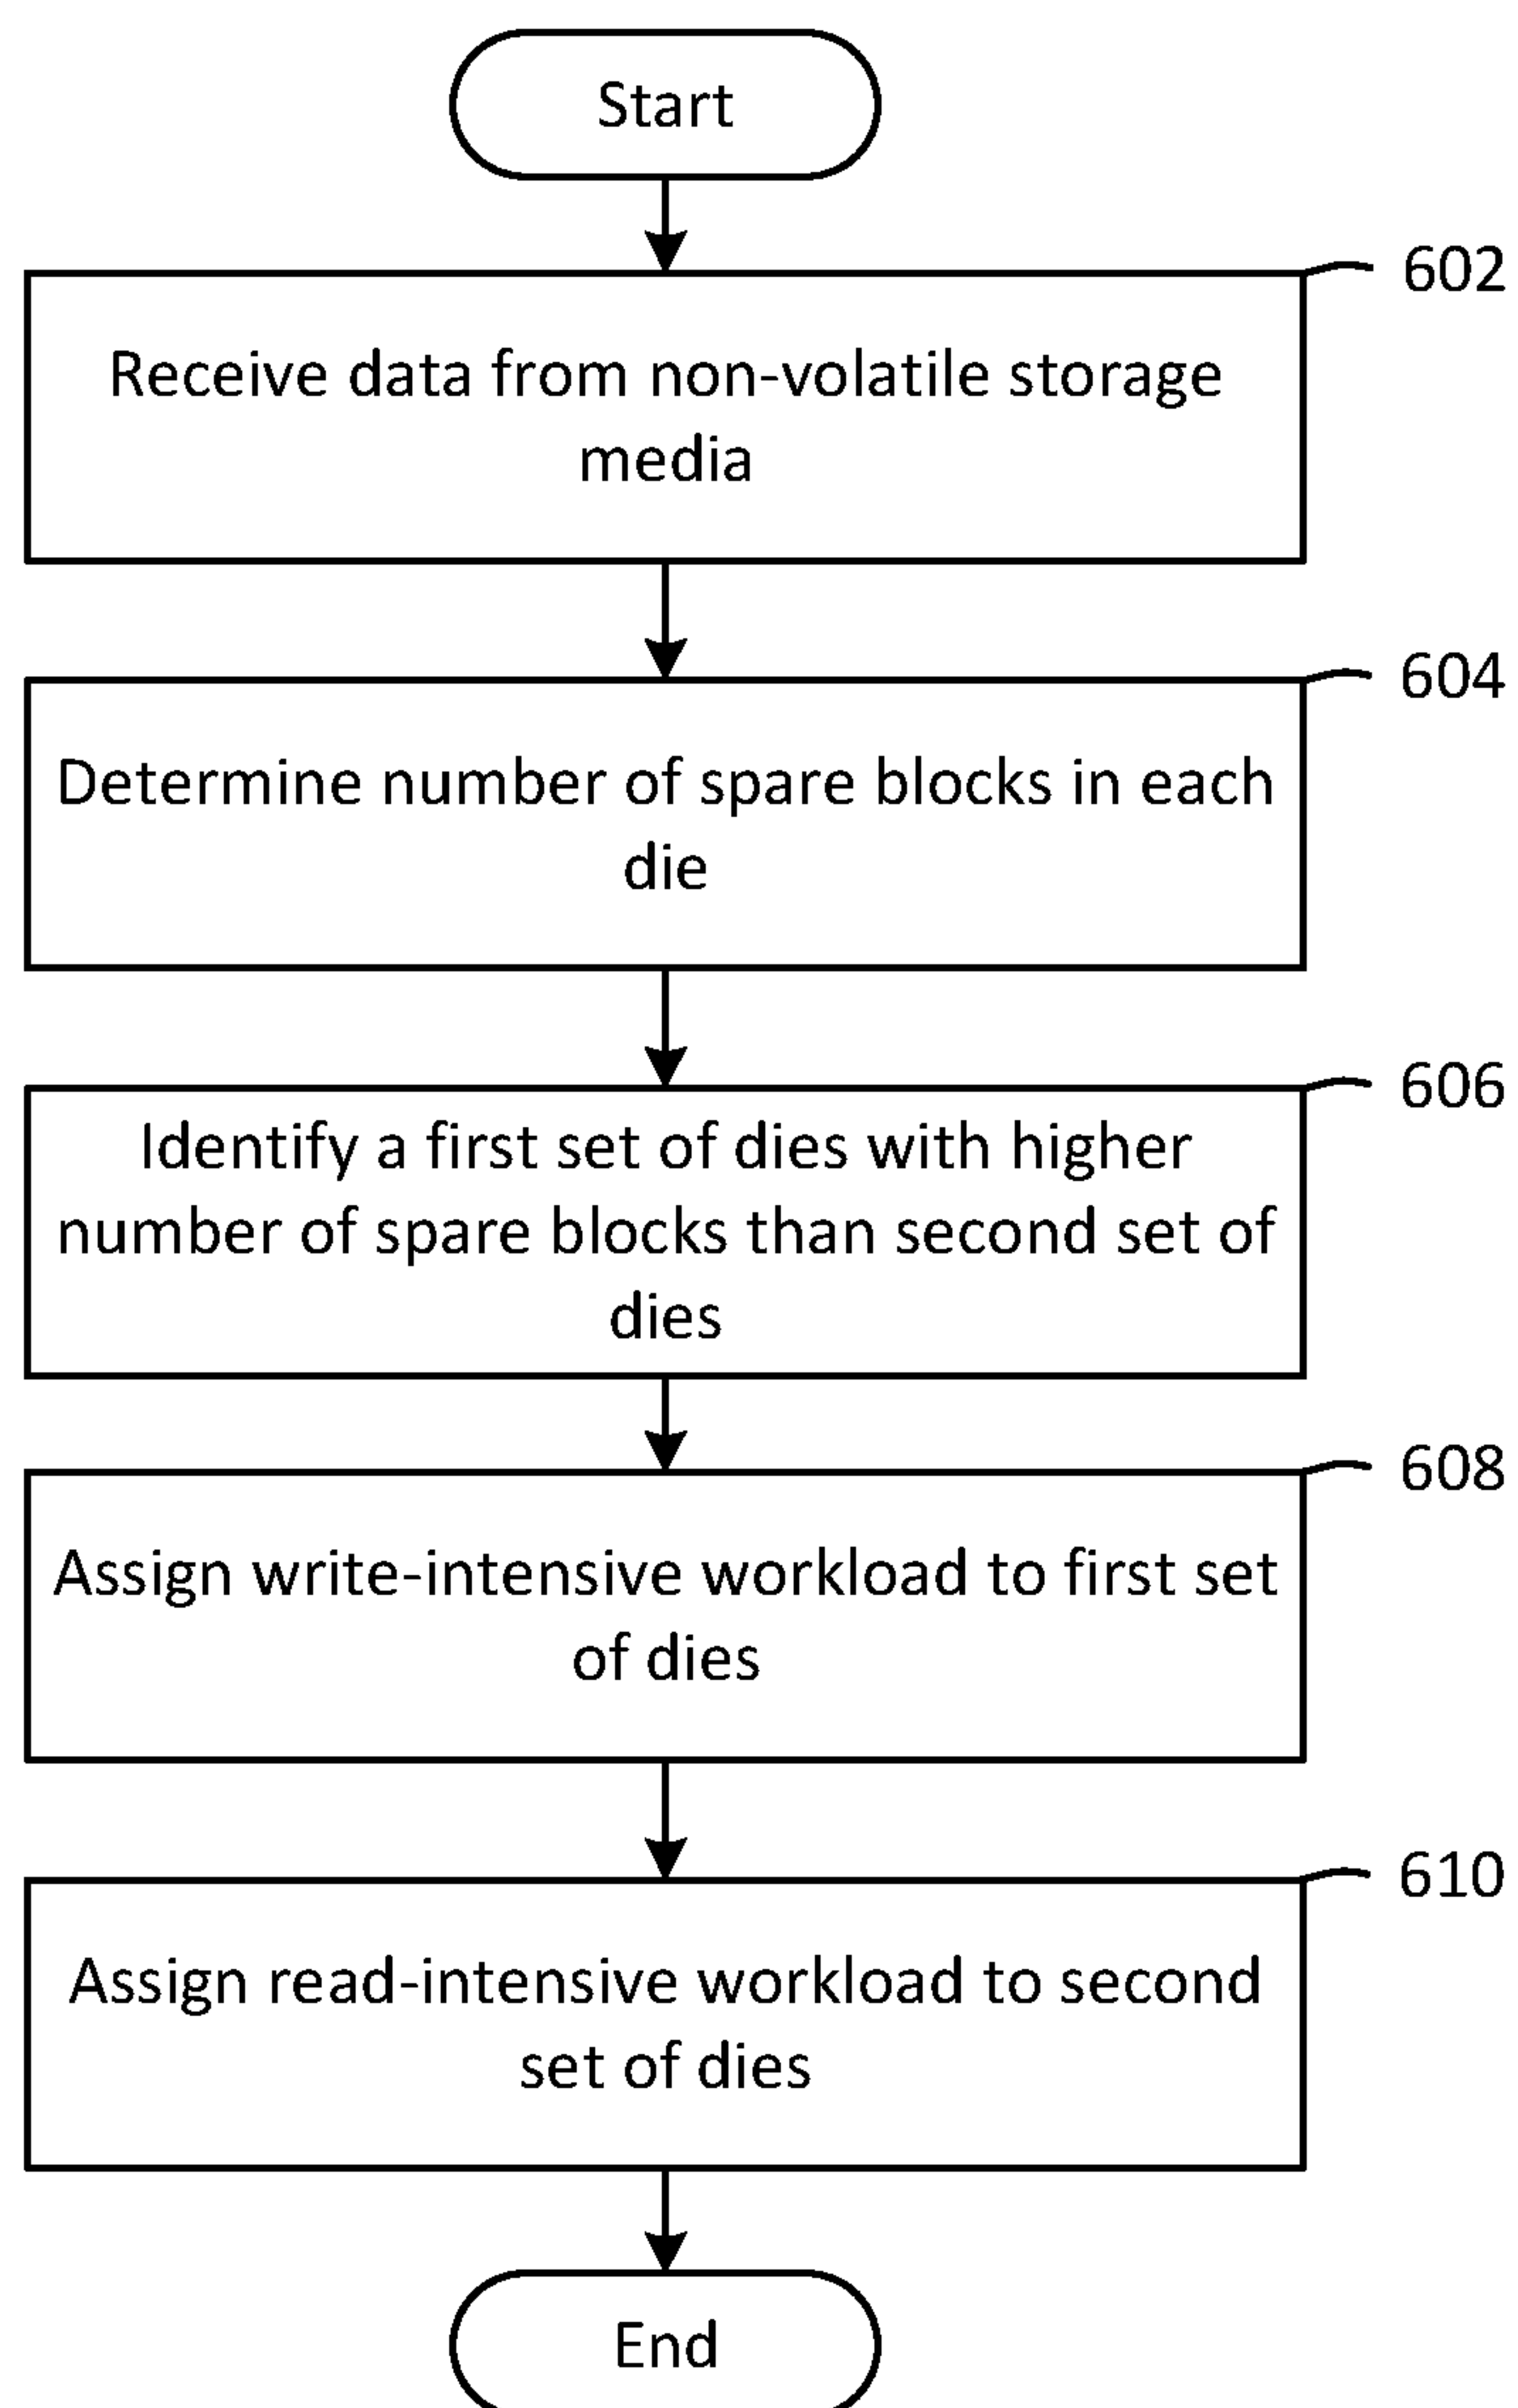 Start
602
Receive data from non-volatile storage
media
604
Determine number of spare blocks in each
die
606
Identify a first set of dies with higher
number of spare blocks than second set of
dies
608
Assign write-intensive workload to first set
of dies
610
Assign read-intensive workload to second
set of dies
End